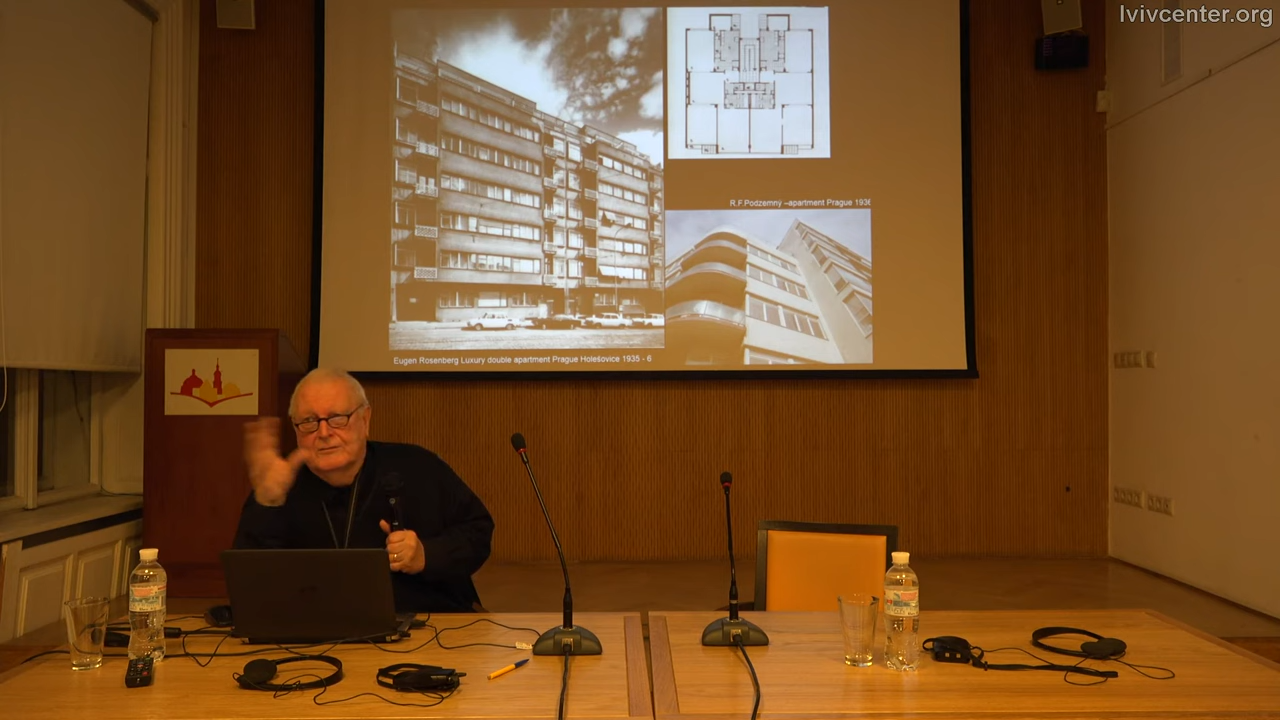 lvivcenter.org
R.F.Podzemný –apartment Prague 1936
Eugen Rosenberg Luxury double apartment Prague Holešovice 1935 - 6